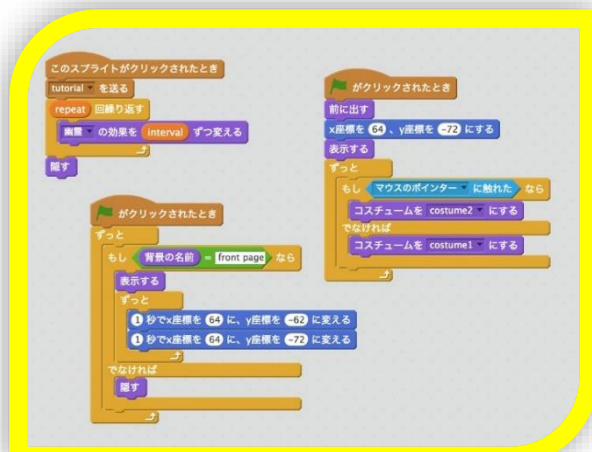 このスプライトがクリックされたとき
tutorial を送る
repeat 回繰り返す
幽霊 の効果を interval ずつ変える
隠す
がクリックされたとき
前に出す
x座標を 64 、y座標を -72 にする
表示する
ずっと
もし マウスのポインター に触れた なら
コスチュームを costume2 にする
でなければ
コスチュームを costume1 にする
がクリックされたとき
ずっと
もし 背景の名前 = front page なら
表示する
ずっと
1 秒でx座標を 64 に、y座標を -62 に変える
1 秒でx座標を 64 に、y座標を -72 に変える
でなければ
隠す